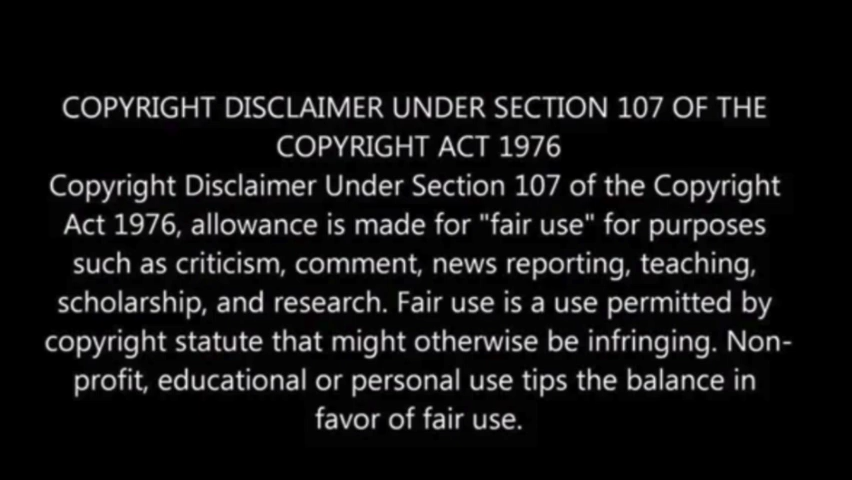 COPYRIGHT DISCLAIMER UNDER SECTION 107 OF THE
COPYRIGHT ACT 1976
Copyright Disclaimer Under Section 107 of the Copyright
Act 1976, allowance is made for "fair use" for purposes
such as criticism, comment, news reporting, teaching,
scholarship, and research. Fair use is a use permitted by
copyright statute that might otherwise be infringing. Non-
profit, educational or personal use tips the balance in
favor of fair use.